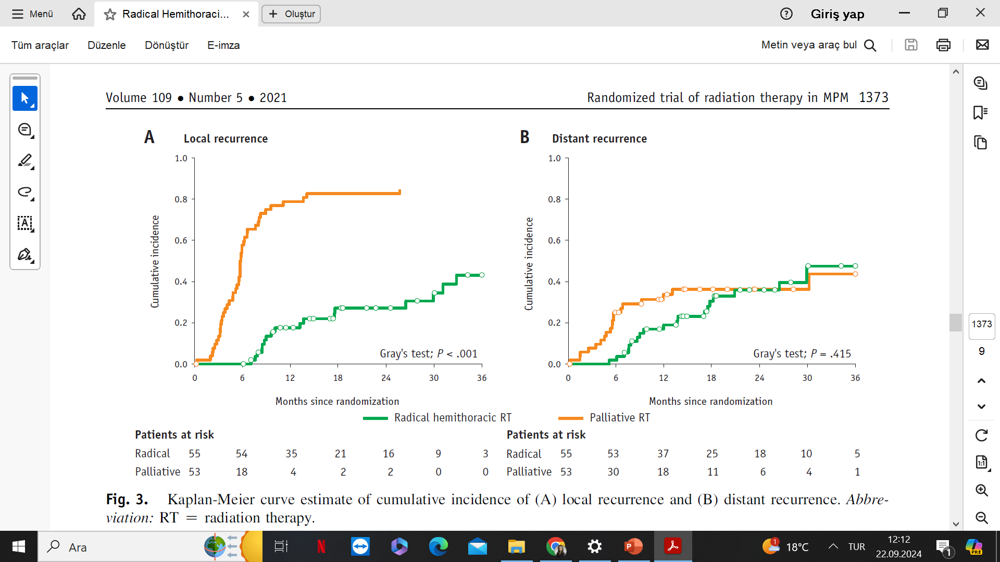 Menü
Radical Hemithoraci...
Oluştur
Giriş yap
Tüm araçlar
Düzenle
Dönüştür
E-imza
Metin veya araç bul
Volume 109 • Number 5 • 2021
Randomized trial of radiation therapy in MPM 1373
A Local recurrence
1.0
0.8
0.6
0.4
0.2
0.0
Cumulative incidence
Gray's test; P < .001
0 6 12 18 24 30 36
Months since randomization
B Distant recurrence
1.0
0.8
0.6
0.4
0.2
0.0
Cumulative incidence
Gray's test; P = .415
0 6 12 18 24 30 36
Months since randomization
Radical hemithoracic RT
Palliative RT
Patients at risk
Radical 55 54 35 21 16 9 3
Palliative 53 18 4 2 2 0 0
Patients at risk
Radical 55 53 37 25 18 10 5
Palliative 53 30 18 11 6 4 1
Fig. 3. Kaplan-Meier curve estimate of cumulative incidence of (A) local recurrence and (B) distant recurrence. Abbre-
viation: RT = radiation therapy.
1373
9
1:1
Ara
1
18°C
TUR
12:12
22.09.2024
1
PRE